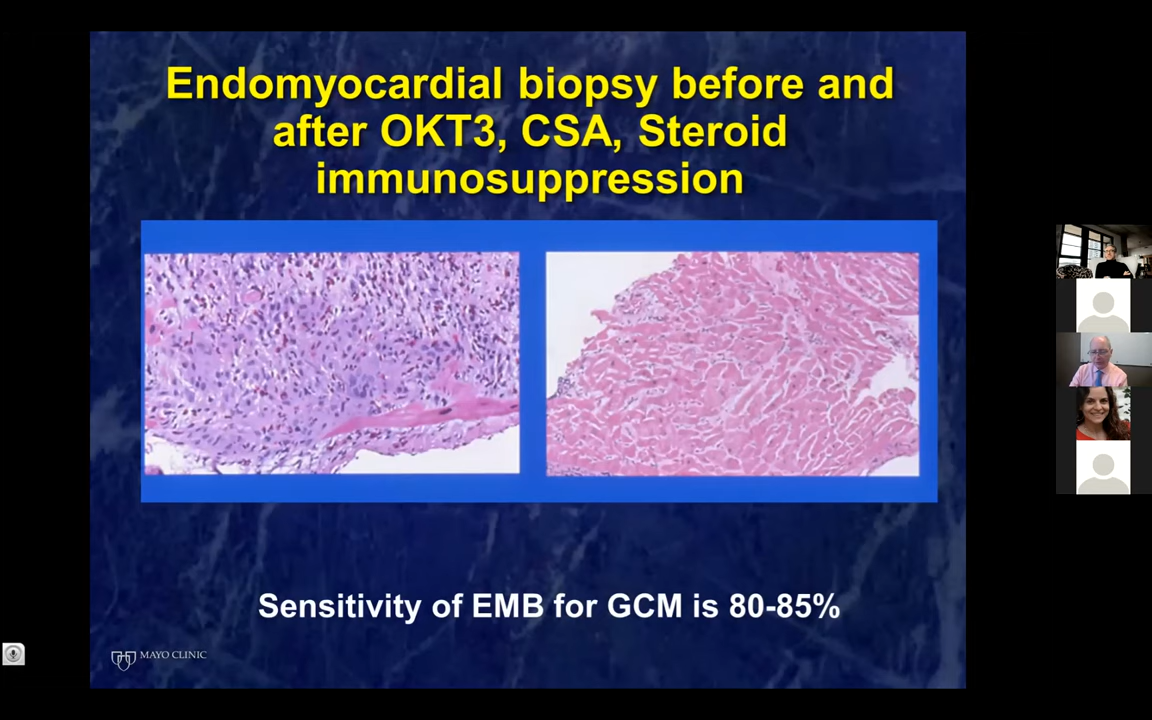 Endomyocardial biopsy before and
after OKT3, CSA, Steroid
immunosuppression
Sensitivity of EMB for GCM is 80-85%
MAYO CLINIC